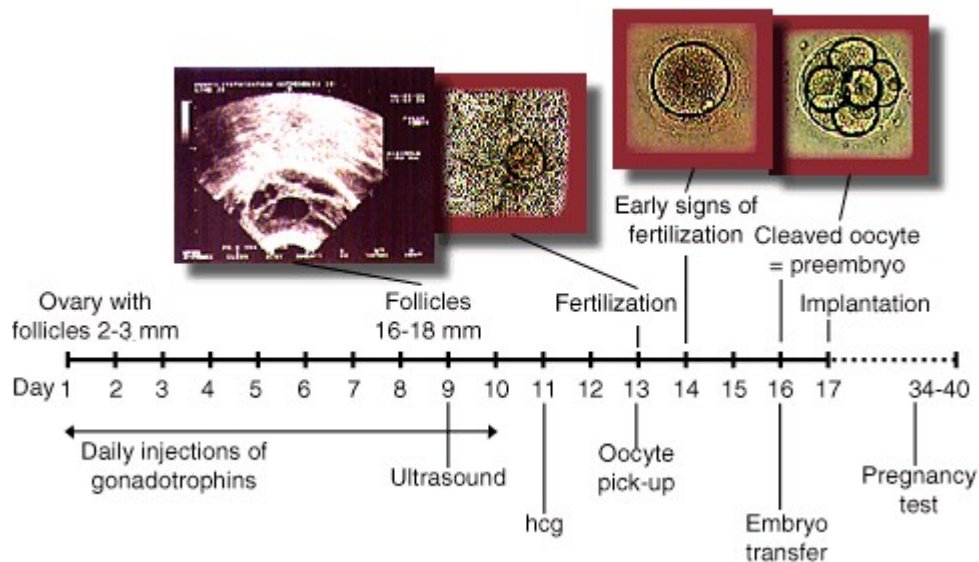 Early signs of
fertilization
Cleaved oocyte
= preembryo
Ovary with
follicles 2-3 mm
Follicles
16-18 mm
Fertilization
Implantation
Day 1 2 3 4 5 6 7 8 9 10 11 12 13 14 15 16 17 34-40
Daily injections of
gonadotrophins
Ultrasound
hcg
Oocyte
pick-up
Embryo
transfer
Pregnancy
test